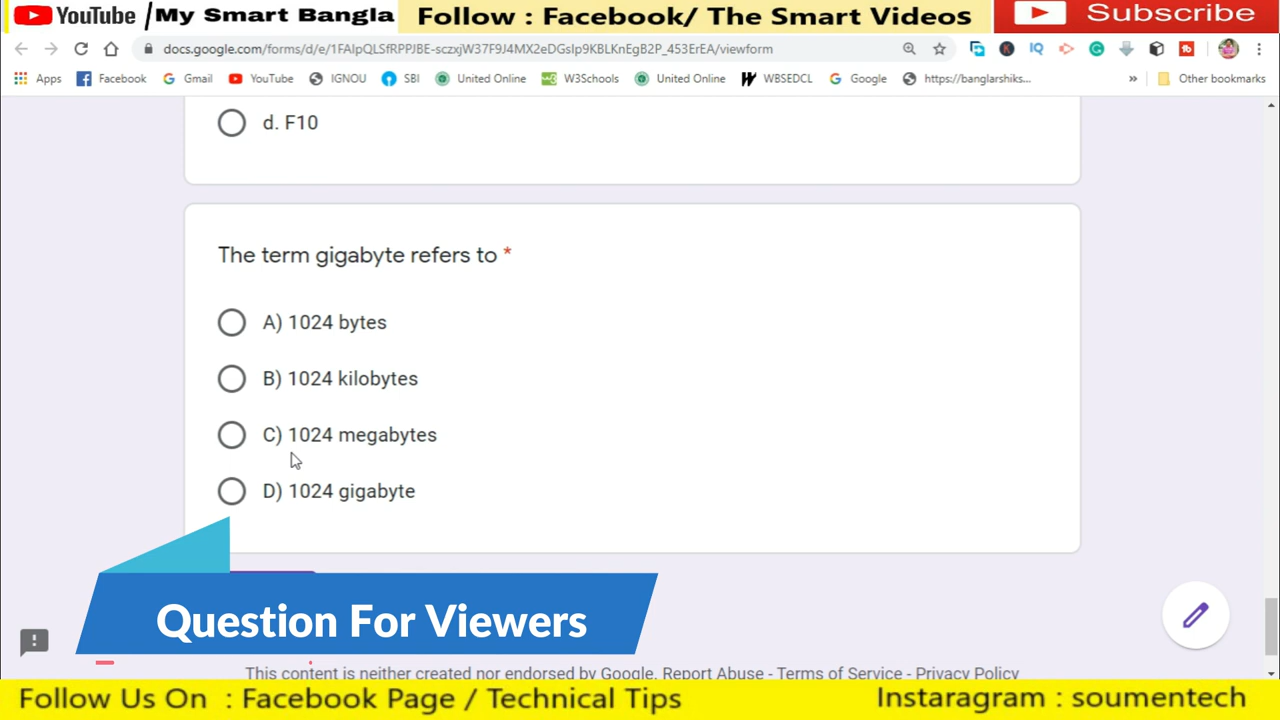 YouTube /My Smart Bangla Follow : Facebook/ The Smart Videos Subscribe
docs.google.com/forms/d/e/1FAIpQLSfRPPJBE-sczxjW37F9J4MX2eDGsIp9KBLKnEgB2P_453ErEA/viewform
Apps Facebook Gmail YouTube IGNOU SBI United Online W3Schools United Online WBSEDCL Google https://banglarshiks... » Other bookmarks
d. F10
The term gigabyte refers to *
A) 1024 bytes
B) 1024 kilobytes
C) 1024 megabytes
D) 1024 gigabyte
Question For Viewers
This content is neither created nor endorsed by Google. Report Abuse - Terms of Service - Privacy Policy
Follow Us On : Facebook Page / Technical Tips Instaragram : soumentech